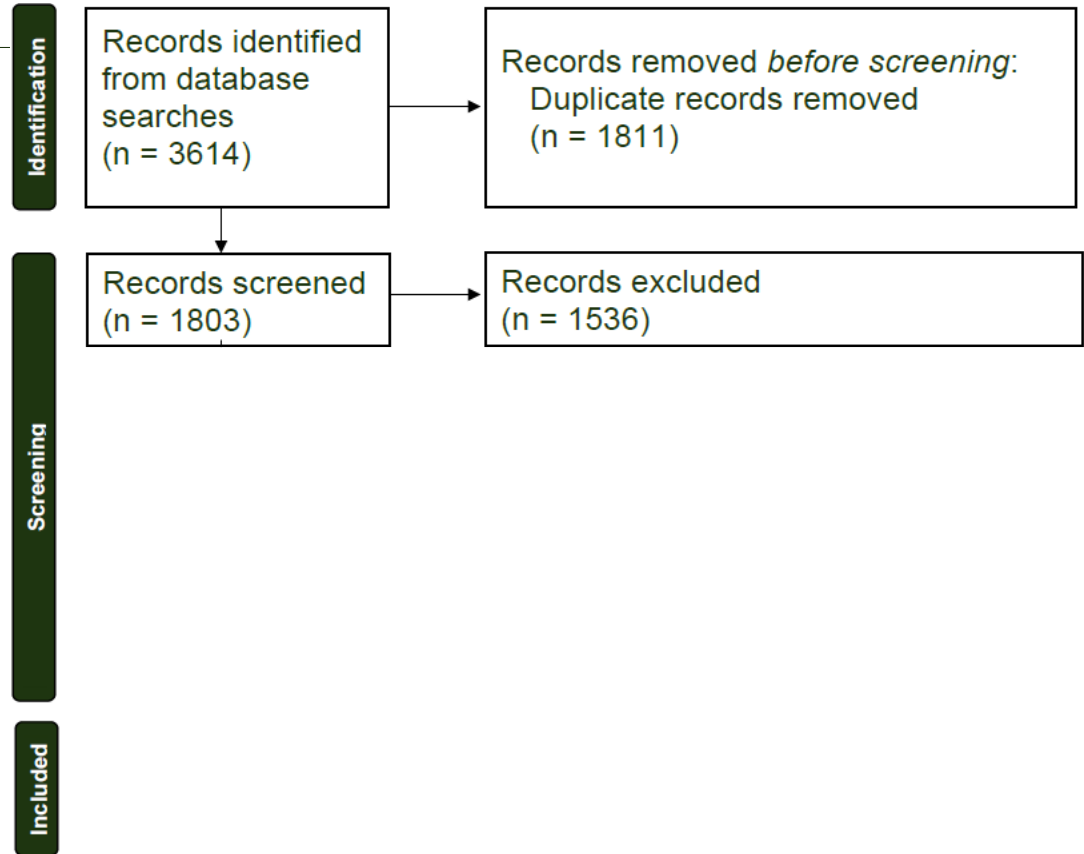 Identification
Records identified
from database
searches
(n = 3614)
Records removed before screening:
Duplicate records removed
(n = 1811)
Screening
Records screened
(n = 1803)
Records excluded
(n = 1536)
Included